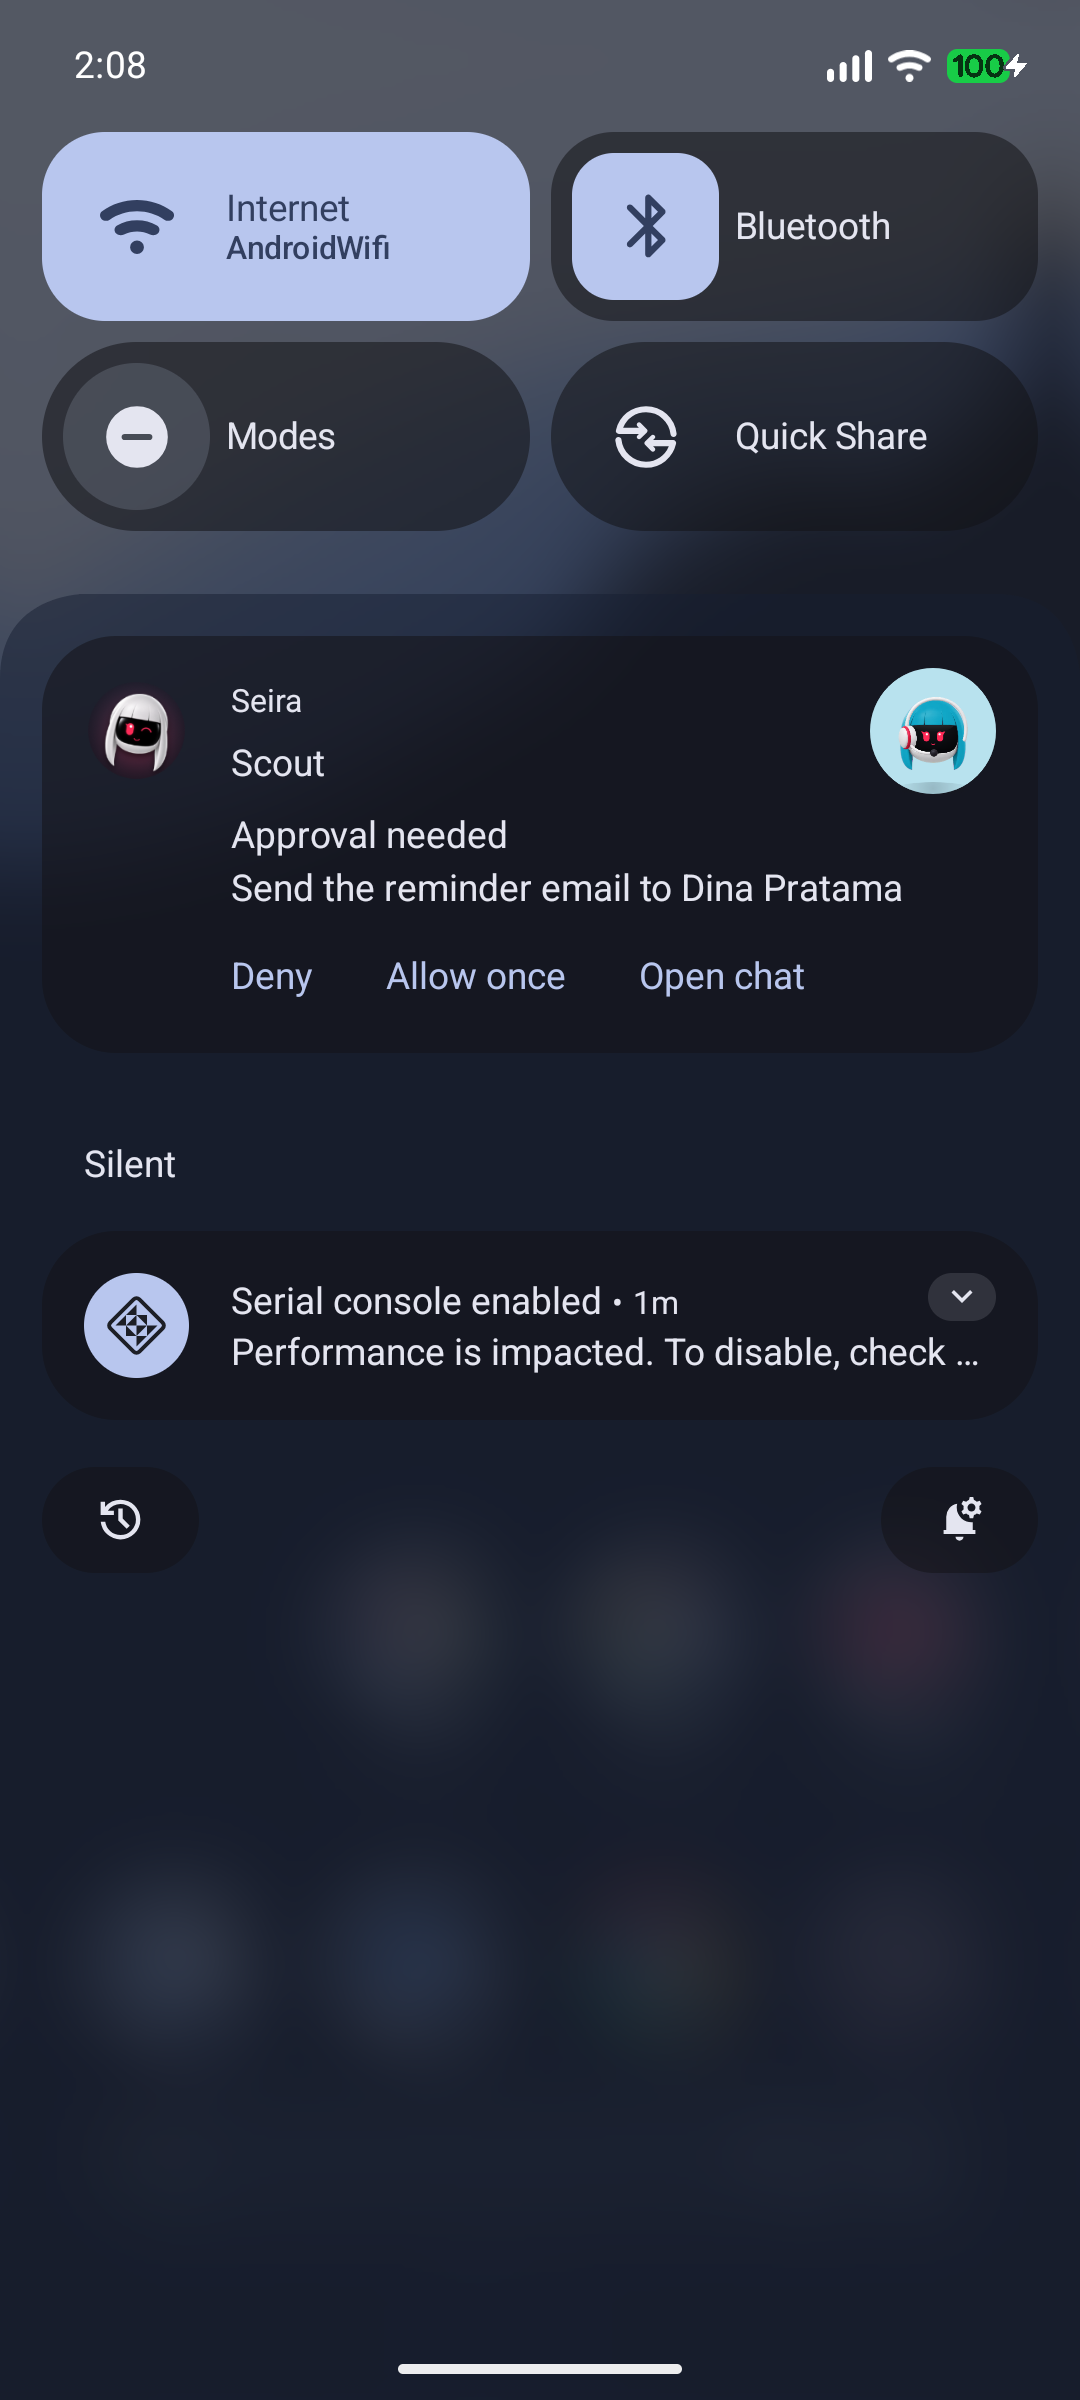 2:08
100
Internet
AndroidWifi
Bluetooth
Modes
Quick Share
Seira
Scout
Approval needed
Send the reminder email to Dina Pratama
Deny
Allow once
Open chat
Silent
Serial console enabled • 1m
Performance is impacted. To disable, check ...